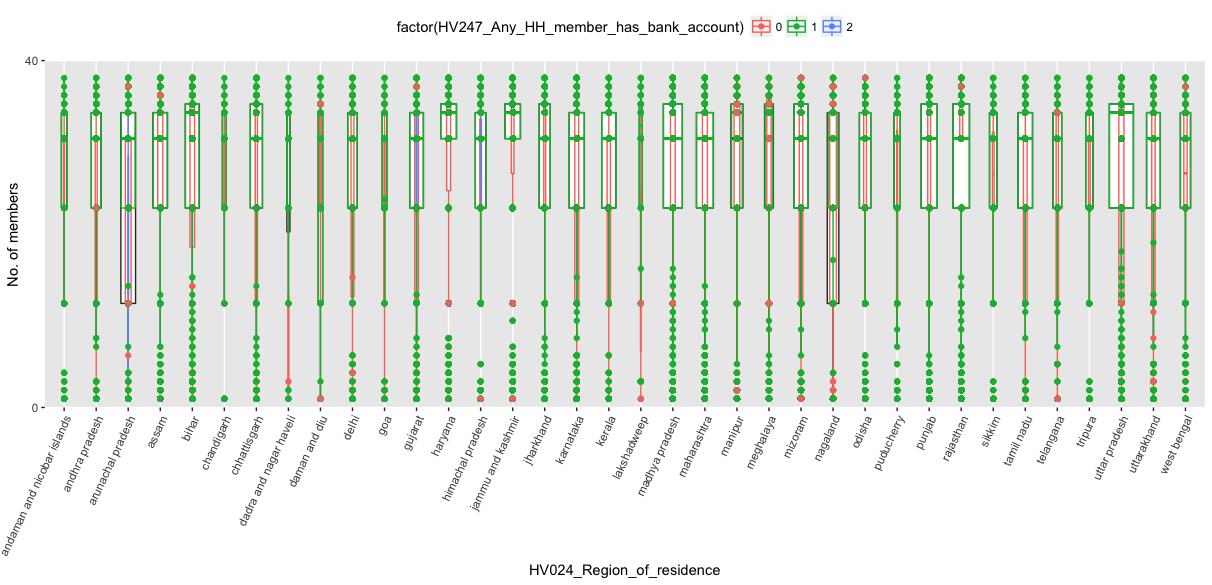 factor(HV247_Any_HH_member_has_bank_account) 0 1 2
40
No. of members
0
andaman and nicobar islands
andhra pradesh
arunachal pradesh
assam
bihar
chandigarh
chhattisgarh
dadra and nagar haveli
daman and diu
delhi
goa
gujarat
haryana
himachal pradesh
jammu and kashmir
jharkhand
karnataka
kerala
lakshadweep
madhya pradesh
maharashtra
manipur
meghalaya
mizoram
nagaland
odisha
puducherry
punjab
rajasthan
sikkim
tamil nadu
telangana
tripura
uttar pradesh
uttarakhand
west bengal
HV024_Region_of_residence